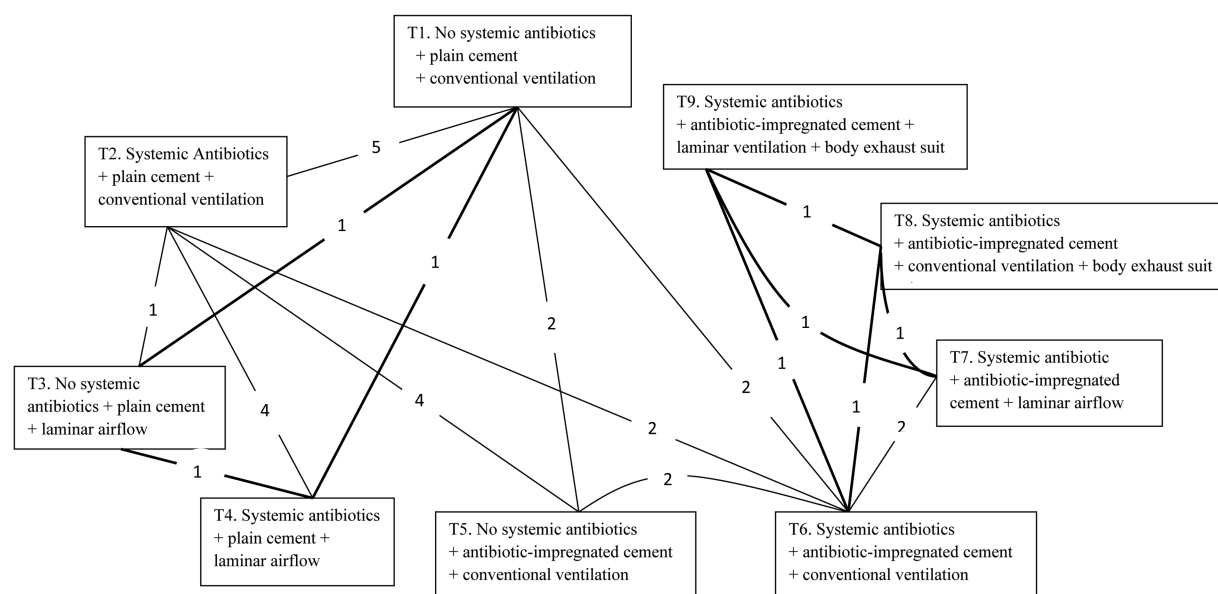 T1. No systemic antibiotics
+ plain cement
+ conventional ventilation
T9. Systemic antibiotics
+ antibiotic-impregnated cement +
laminar ventilation + body exhaust suit
T2. Systemic Antibiotics
+ plain cement +
conventional ventilation
5
1
1
T8. Systemic antibiotics
+ antibiotic-impregnated cement
+ conventional ventilation + body exhaust suit
1
1
2
1
1
1
T7. Systemic antibiotic
+ antibiotic-impregnated
cement + laminar airflow
T3. No systemic
antibiotics + plain cement
+ laminar airflow
4
4
2
2
1
2
1
2
T4. Systemic antibiotics
+ plain cement +
laminar airflow
T5. No systemic antibiotics
+ antibiotic-impregnated cement
+ conventional ventilation
T6. Systemic antibiotics
+ antibiotic-impregnated cement
+ conventional ventilation